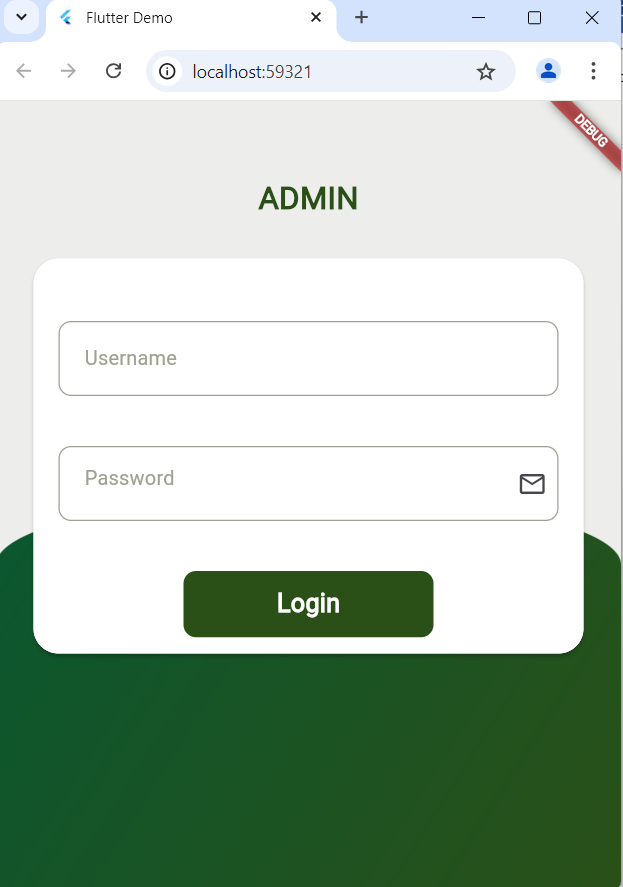 Flutter Demo
localhost:59321
DEBUG
ADMIN
Username
Password
Login